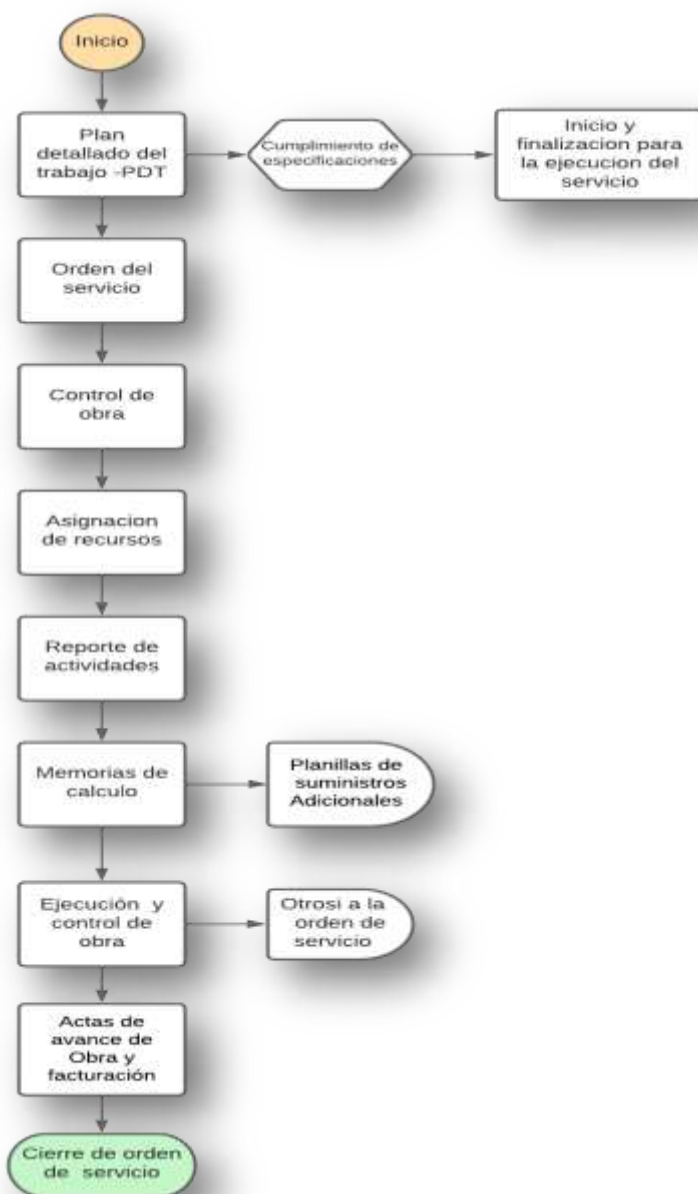 Inicio
Plan
detallado del
trabajo -PDT
Cumplimiento de
especificaciones
Inicio y
finalizacion para
la ejecucion del
servicio
Orden del
servicio
Control de
obra
Asignacion
de recursos
Reporte de
actividades
Memorias de
calculo
Planillas de
suministros
Adicionales
Ejecución y
control de
obra
Otrosi a la
orden de
servicio
Actas de
avance de
Obra y
facturación
Cierre de orden
de servicio